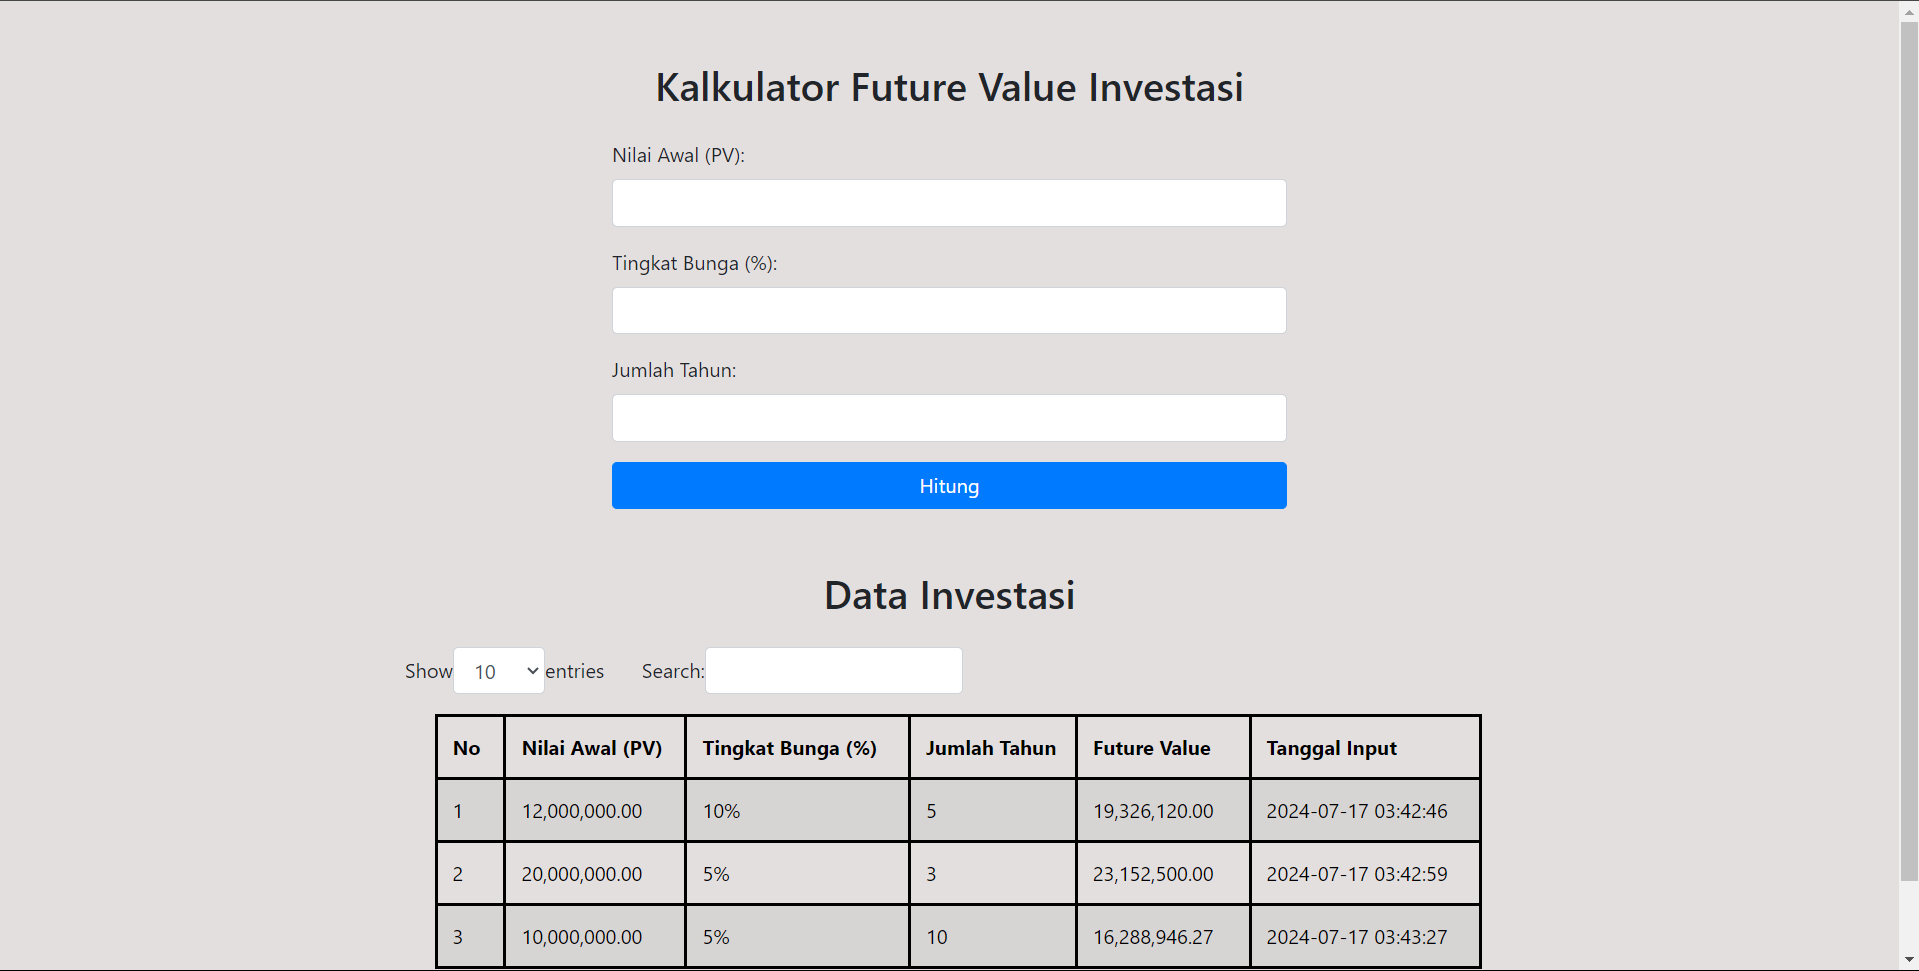 Kalkulator Future Value Investasi
Nilai Awal (PV):
Tingkat Bunga (%):
Jumlah Tahun:
Hitung
Data Investasi
Show 10 entries Search:
No Nilai Awal (PV) Tingkat Bunga (%) Jumlah Tahun Future Value Tanggal Input
1 12,000,000.00 10% 5 19,326,120.00 2024-07-17 03:42:46
2 20,000,000.00 5% 3 23,152,500.00 2024-07-17 03:42:59
3 10,000,000.00 5% 10 16,288,946.27 2024-07-17 03:43:27